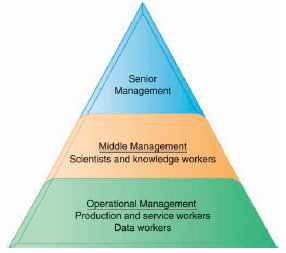 Senior
Management
Middle Management
Scientists and knowledge workers
Operational Management
Production and service workers
Data workers